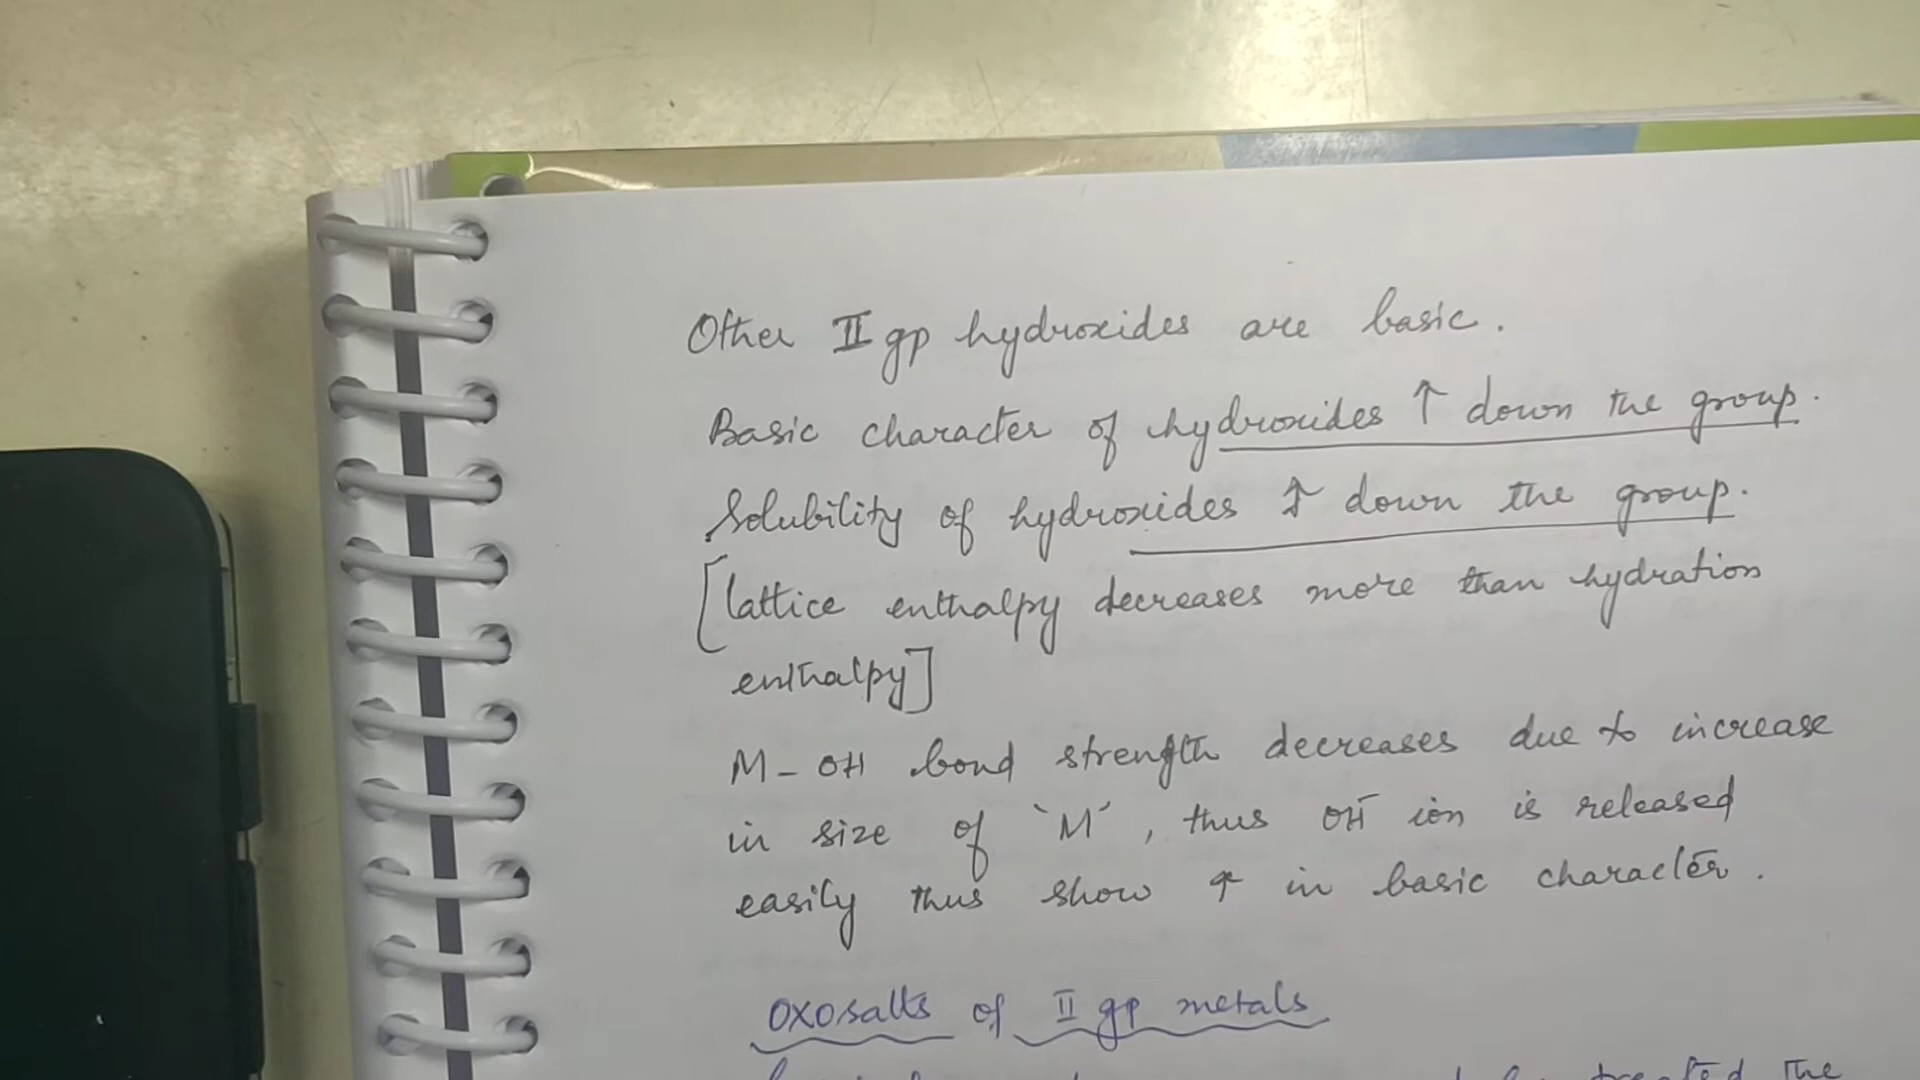 Other II gp hydroxides are basic.
Basic character of hydroxides ↑ down the group.
Solubility of hydroxides ↑ down the group.
[lattice enthalpy decreases more than hydration
enthalpy]
M - OH bond strength decreases due to increase
in size of `M´, thus OH⁻ ion is released
easily thus show ↑ in basic character.
Oxosalts of II gp metals
treated the